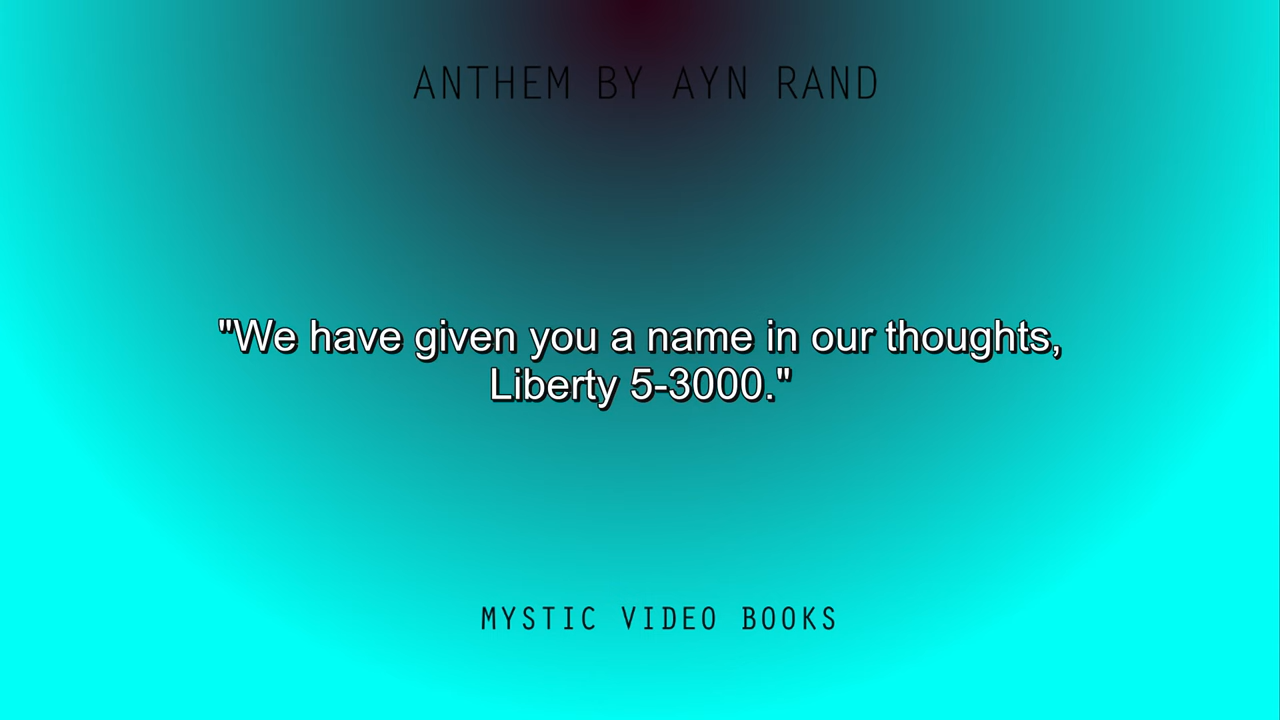 ANTHEM BY AYN RAND
"We have given you a name in our thoughts,
Liberty 5-3000."
MYSTIC VIDEO BOOKS